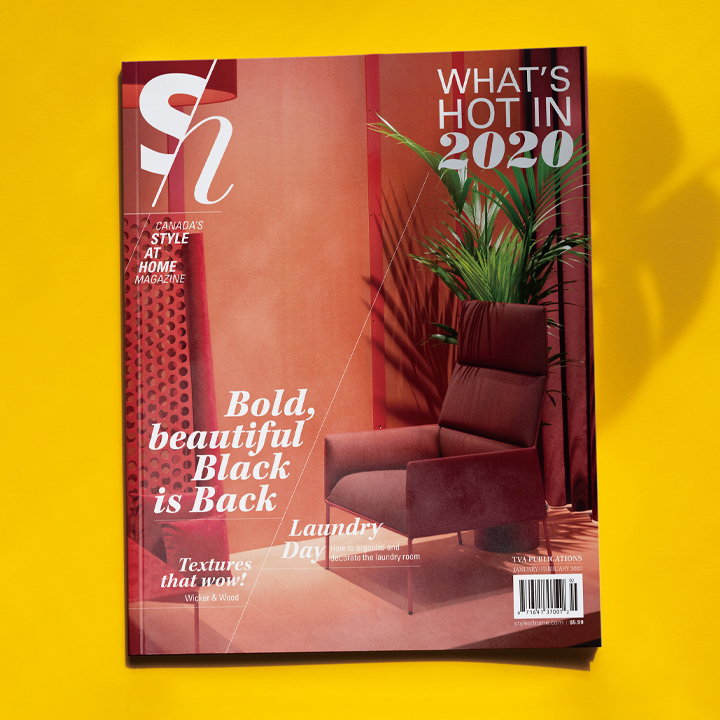 Sh
CANADA'S
STYLE
AT
HOME
MAGAZINE
WHAT'S
HOT IN
2020
Bold,
beautiful
Black
is Back
Laundry
Day How to organize and
decorate the laundry room
Textures
that wow!
Wicker & Wood
TVA PUBLICATIONS
JANUARY/FEBRUARY 2020
02
styleathome.com | $5.99